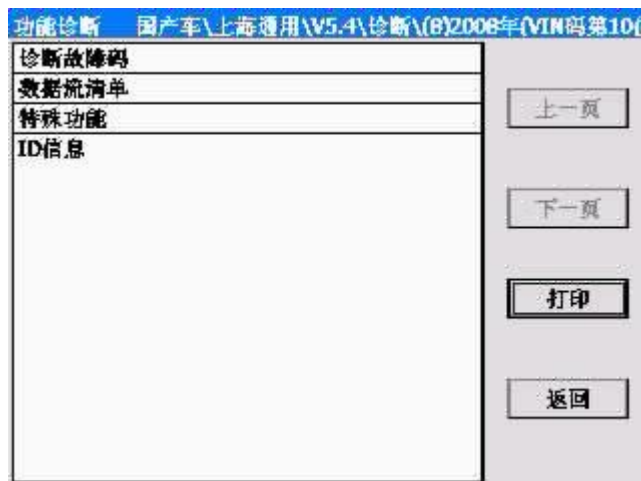 功能诊断 国产车\上海通用\V5.4\诊断\(8)2008年(VIN码第10(
诊断故障码
数据流清单
特殊功能
ID信息
上一页
下一页
打印
返回